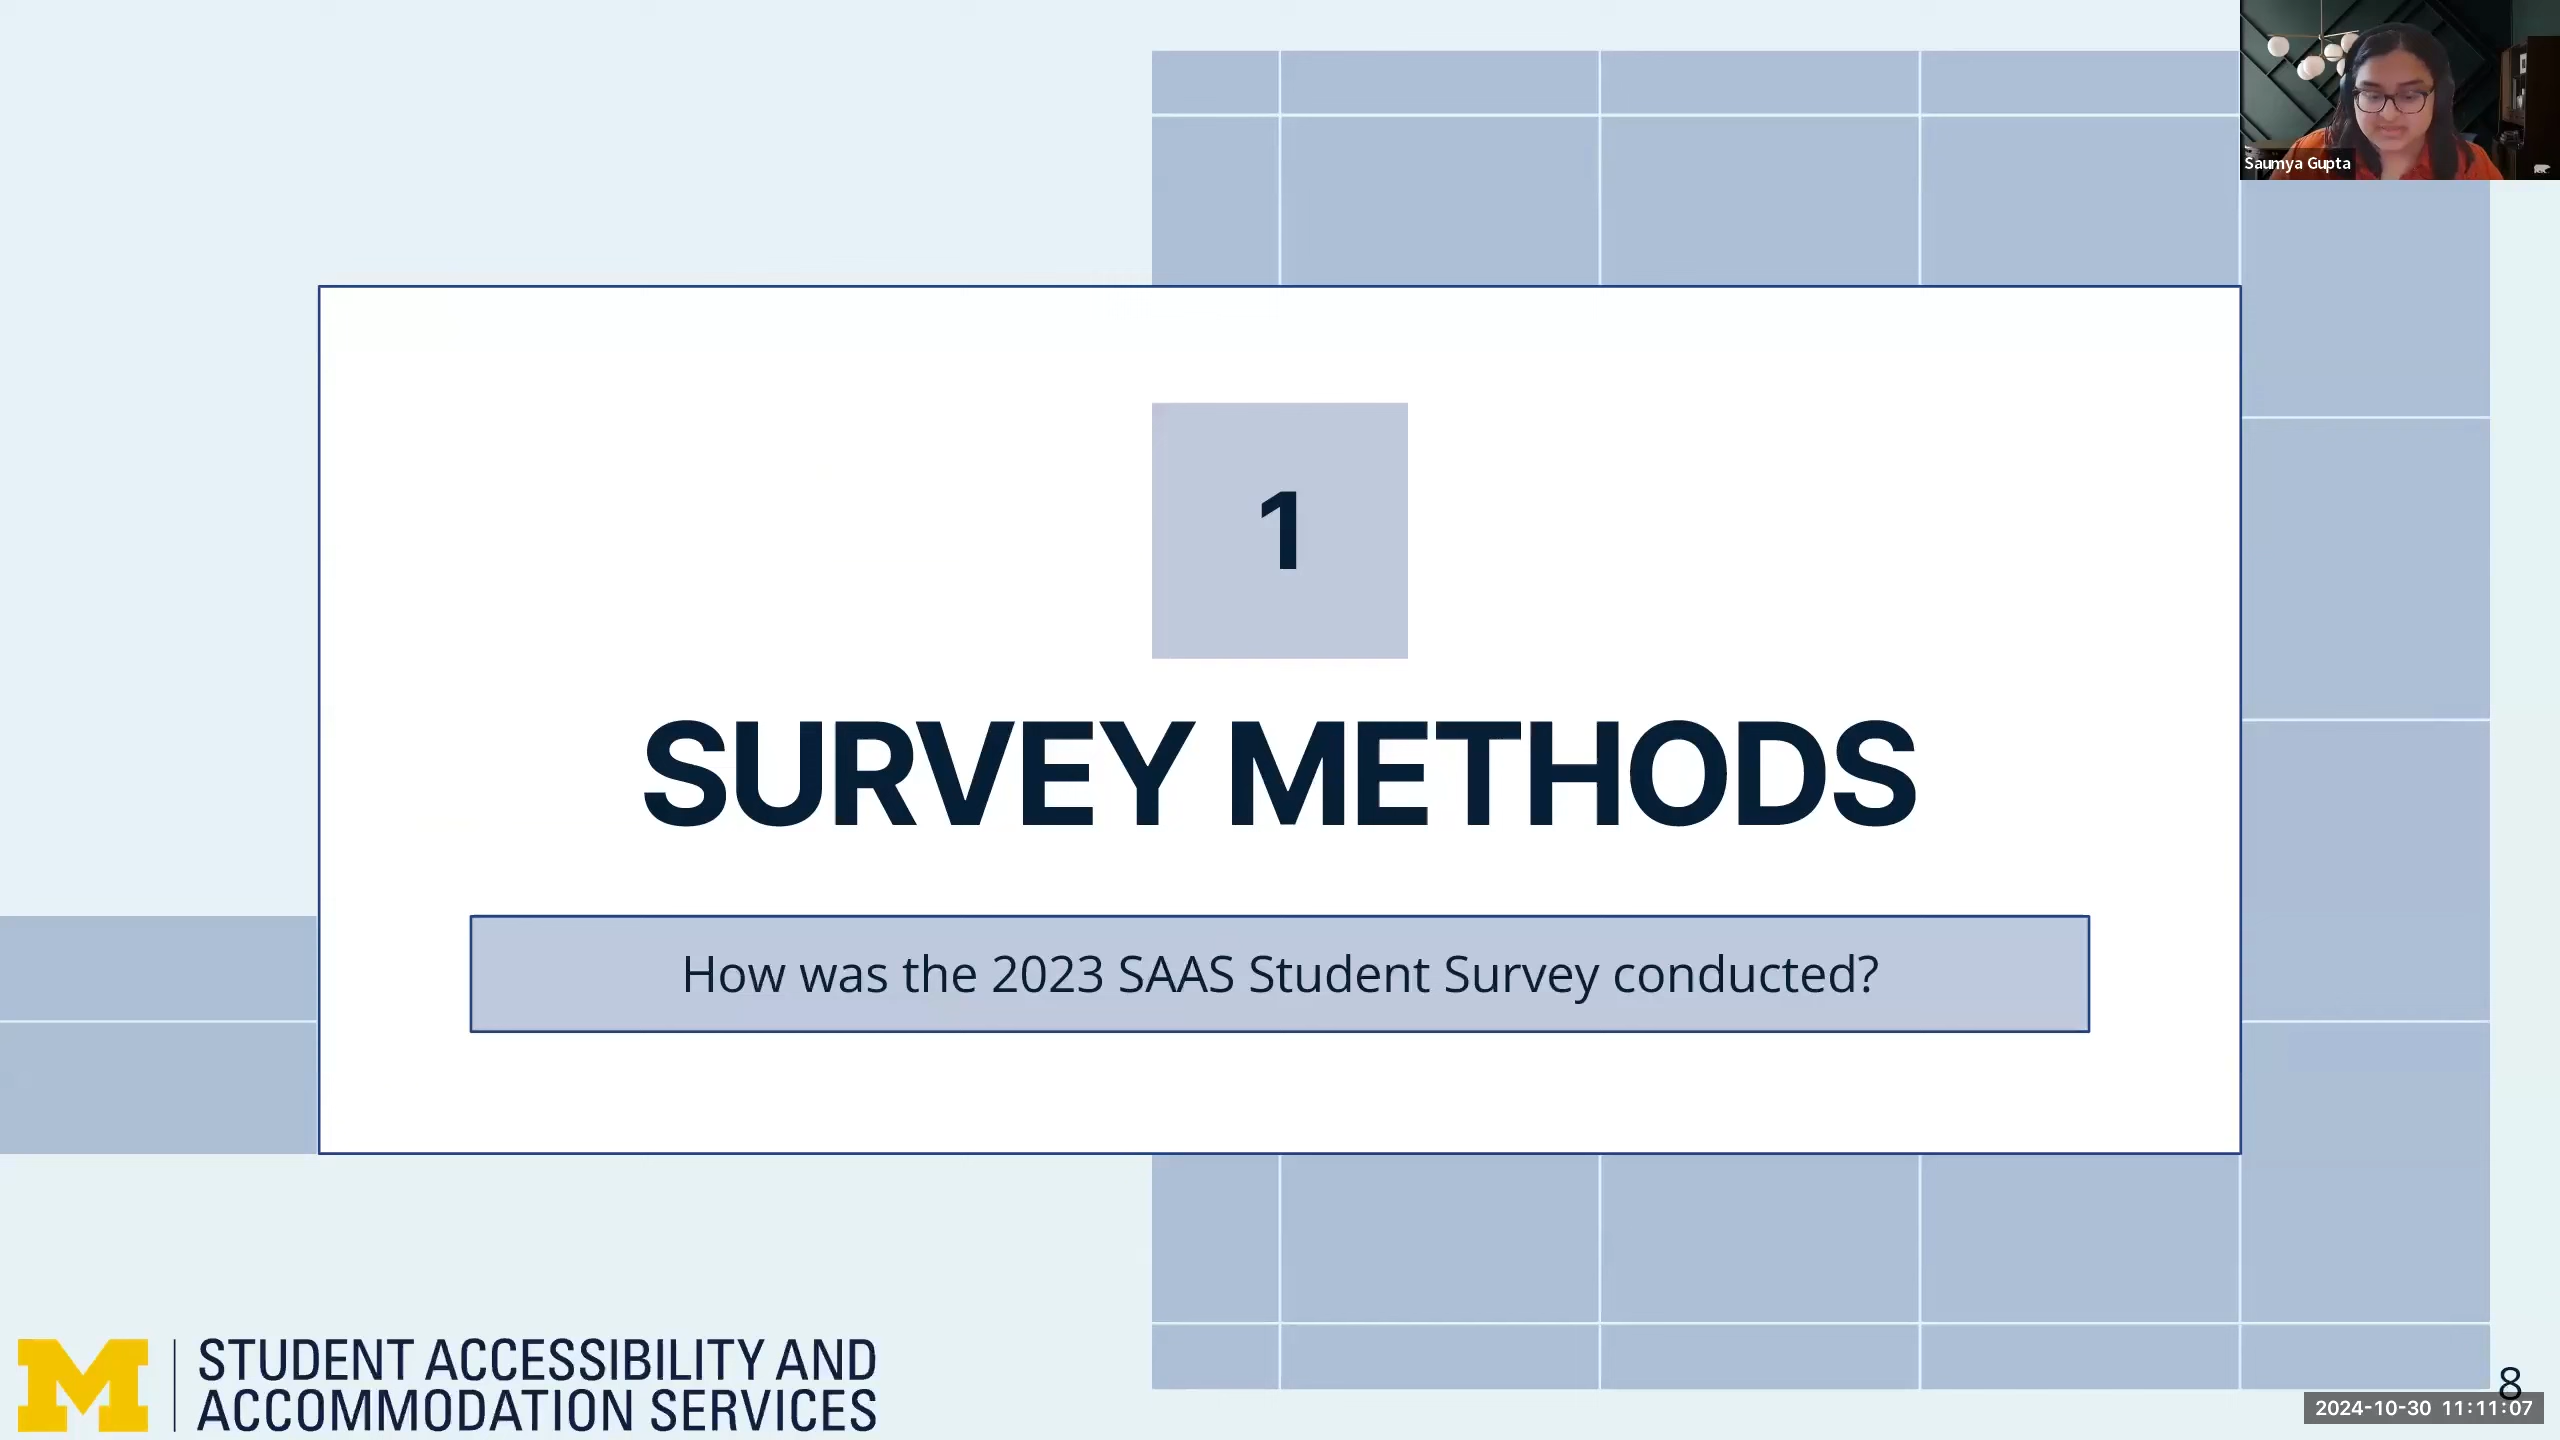 Saumya Gupta
1
SURVEY METHODS
How was the 2023 SAAS Student Survey conducted?
M
STUDENT ACCESSIBILITY AND
ACCOMMODATION SERVICES
8
2024-10-30 11:11:07